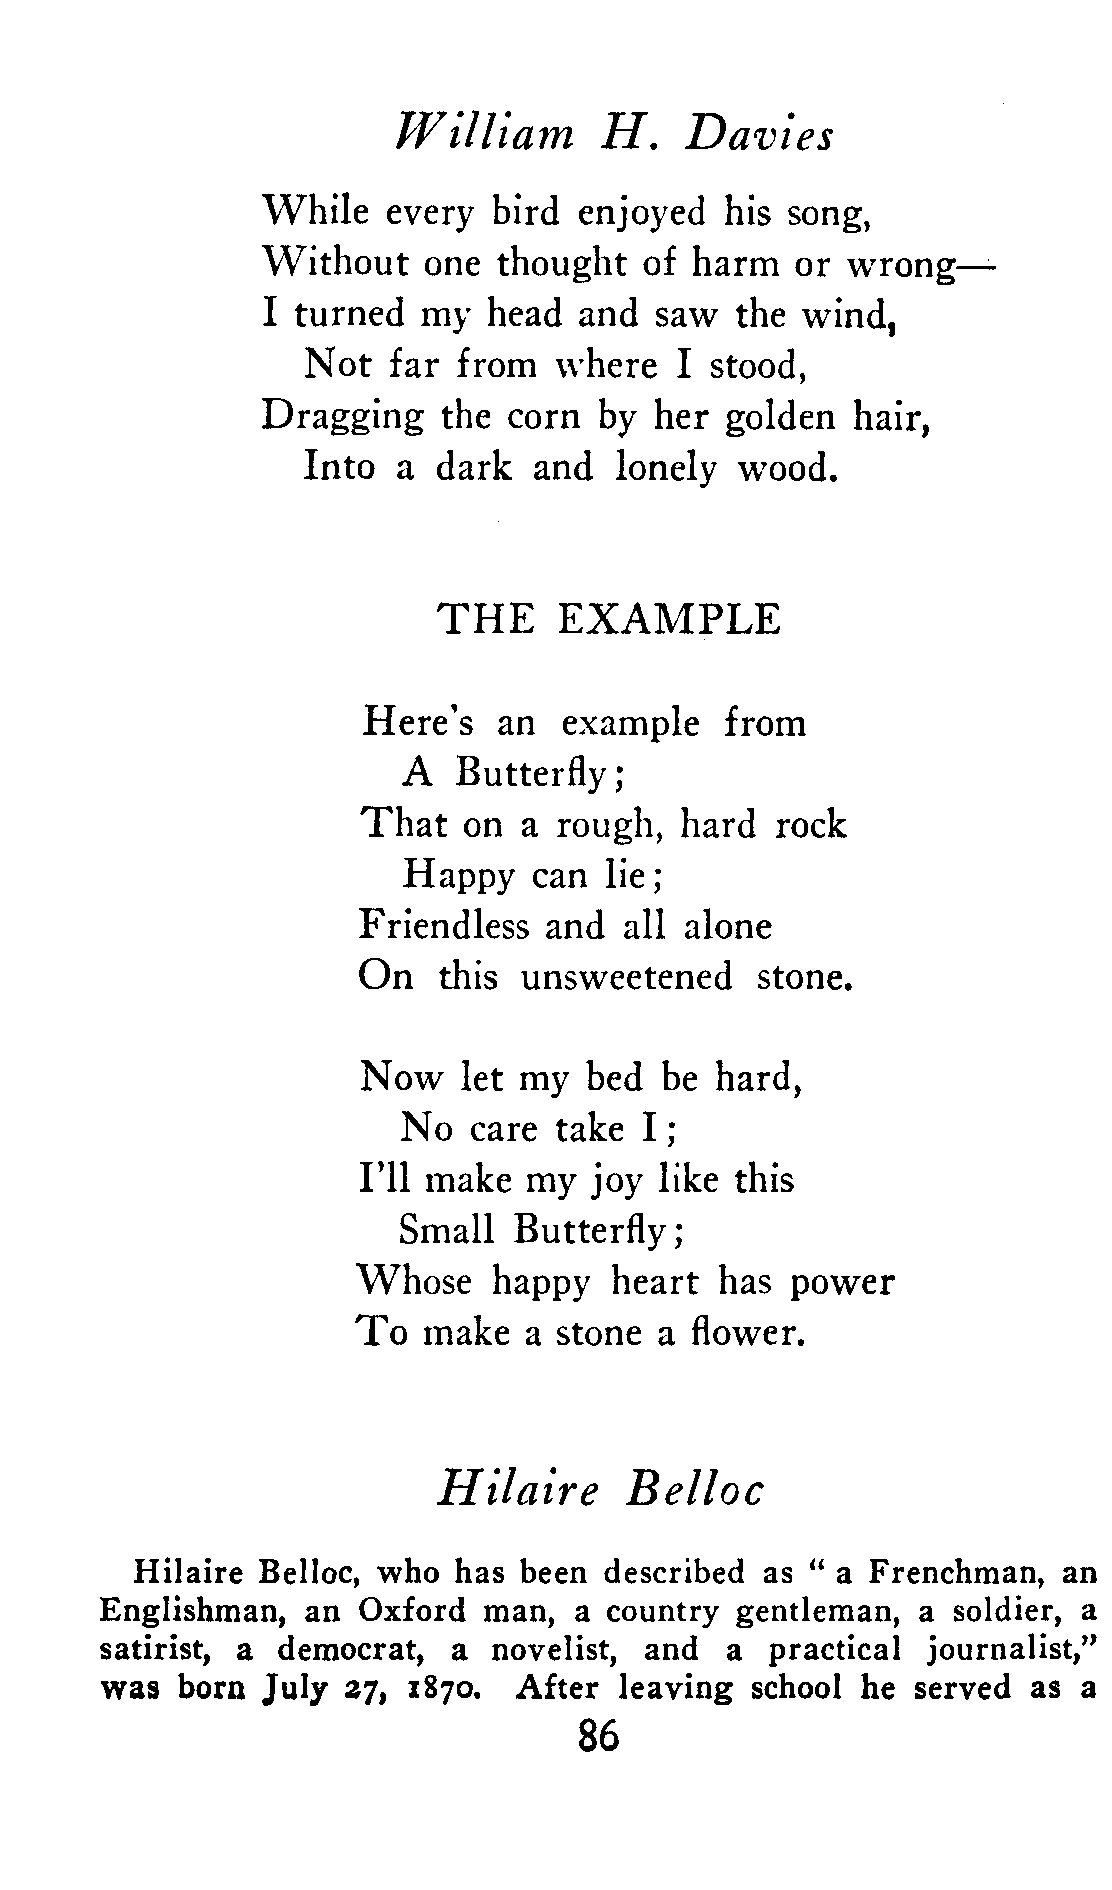 William H. Davies
While every bird enjoyed his song,
Without one thought of harm or wrong—
I turned my head and saw the wind,
Not far from where I stood,
Dragging the corn by her golden hair,
Into a dark and lonely wood.
THE EXAMPLE
Here's an example from
A Butterfly;
That on a rough, hard rock
Happy can lie;
Friendless and all alone
On this unsweetened stone.
Now let my bed be hard,
No care take I;
I'll make my joy like this
Small Butterfly;
Whose happy heart has power
To make a stone a flower.
Hilaire Belloc
Hilaire Belloc, who has been described as “a Frenchman, an
Englishman, an Oxford man, a country gentleman, a soldier, a
satirist, a democrat, a novelist, and a practical journalist,”
was born July 27, 1870. After leaving school he served as a
86